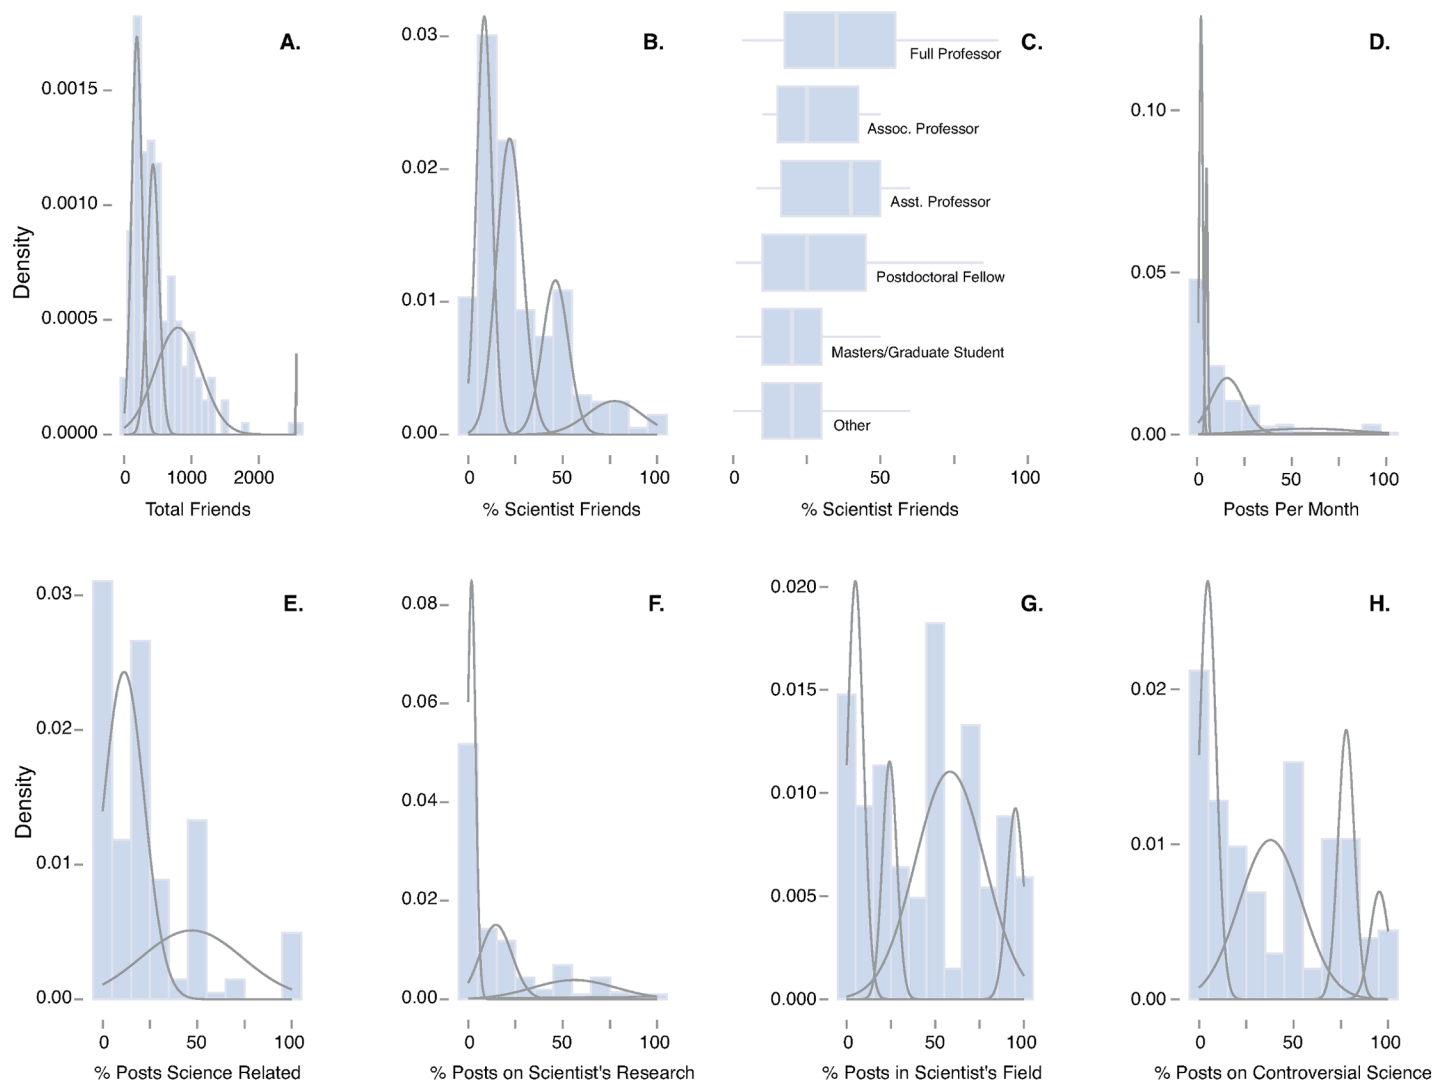 A.
0.0015
0.0010
0.0005
0.0000
Density
0 1000 2000
Total Friends
B.
0.03
0.02
0.01
0.00
0 50 100
% Scientist Friends
C.
Full Professor
Assoc. Professor
Asst. Professor
Postdoctoral Fellow
Masters/Graduate Student
Other
0 50 100
% Scientist Friends
D.
0.10
0.05
0.00
0 50 100
Posts Per Month
E.
0.03
0.02
0.01
0.00
Density
0 50 100
% Posts Science Related
F.
0.08
0.06
0.04
0.02
0.00
0 50 100
% Posts on Scientist's Research
G.
0.020
0.015
0.010
0.005
0.000
0 50 100
% Posts in Scientist's Field
H.
0.02
0.01
0.00
0 50 100
% Posts on Controversial Science